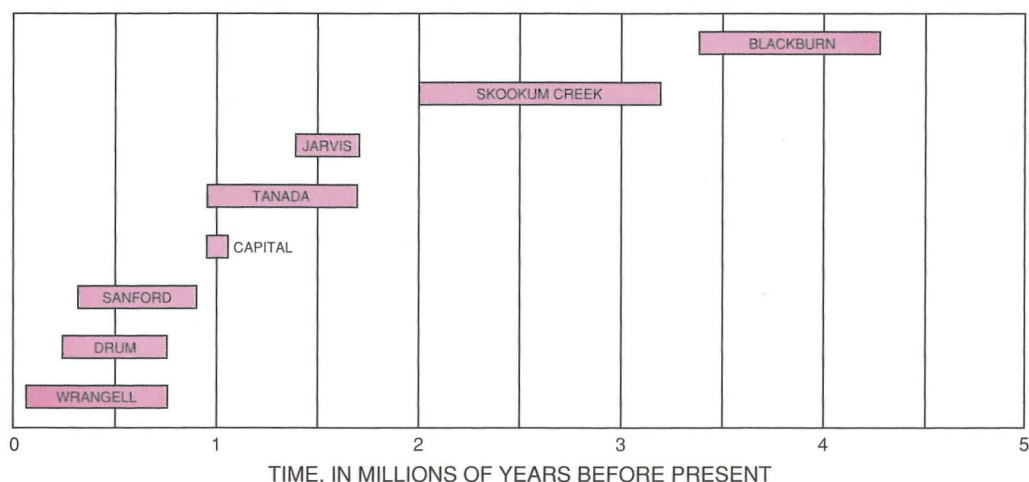 BLACKBURN
SKOOKUM CREEK
JARVIS
TANADA
CAPITAL
SANFORD
DRUM
WRANGELL
0 1 2 3 4 5
TIME, IN MILLIONS OF YEARS BEFORE PRESENT